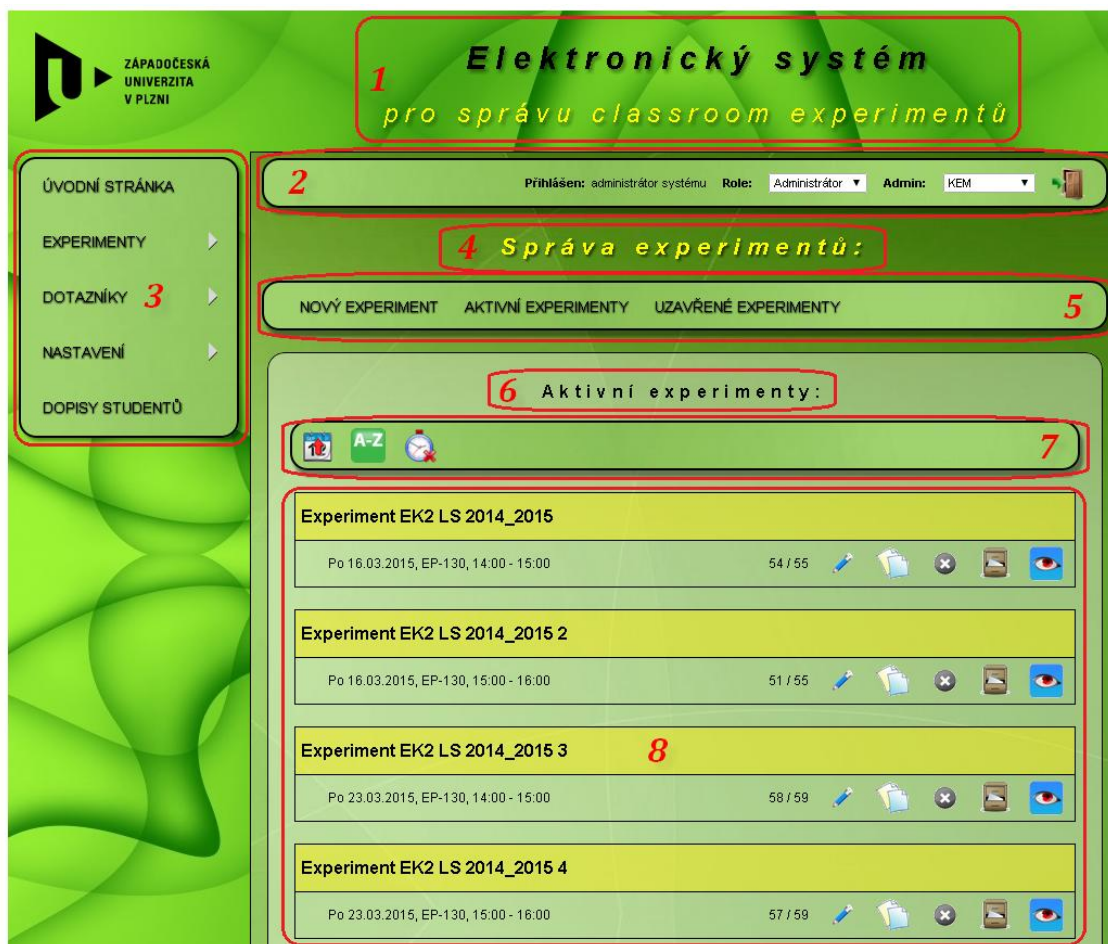 ZÁPADOČESKÁ
UNIVERZITA
V PLZNI
1
Elektronický systém
pro správu classroom experimentů
2
Přihlášen: administrátor systému Role: Administrátor Admin: KEM
ÚVODNÍ STRÁNKA
EXPERIMENTY
DOTAZNÍKY 3
NASTAVENÍ
DOPISY STUDENTŮ
4 Správa experimentů:
NOVÝ EXPERIMENT AKTIVNÍ EXPERIMENTY UZAVŘENÉ EXPERIMENTY 5
6 Aktivní experimenty:
12 A-Z 7
Experiment EK2 LS 2014_2015
Po 16.03.2015, EP-130, 14:00 - 15:00 54 / 55
Experiment EK2 LS 2014_2015 2
Po 16.03.2015, EP-130, 15:00 - 16:00 51 / 55
Experiment EK2 LS 2014_2015 3 8
Po 23.03.2015, EP-130, 14:00 - 15:00 58 / 59
Experiment EK2 LS 2014_2015 4
Po 23.03.2015, EP-130, 15:00 - 16:00 57 / 59